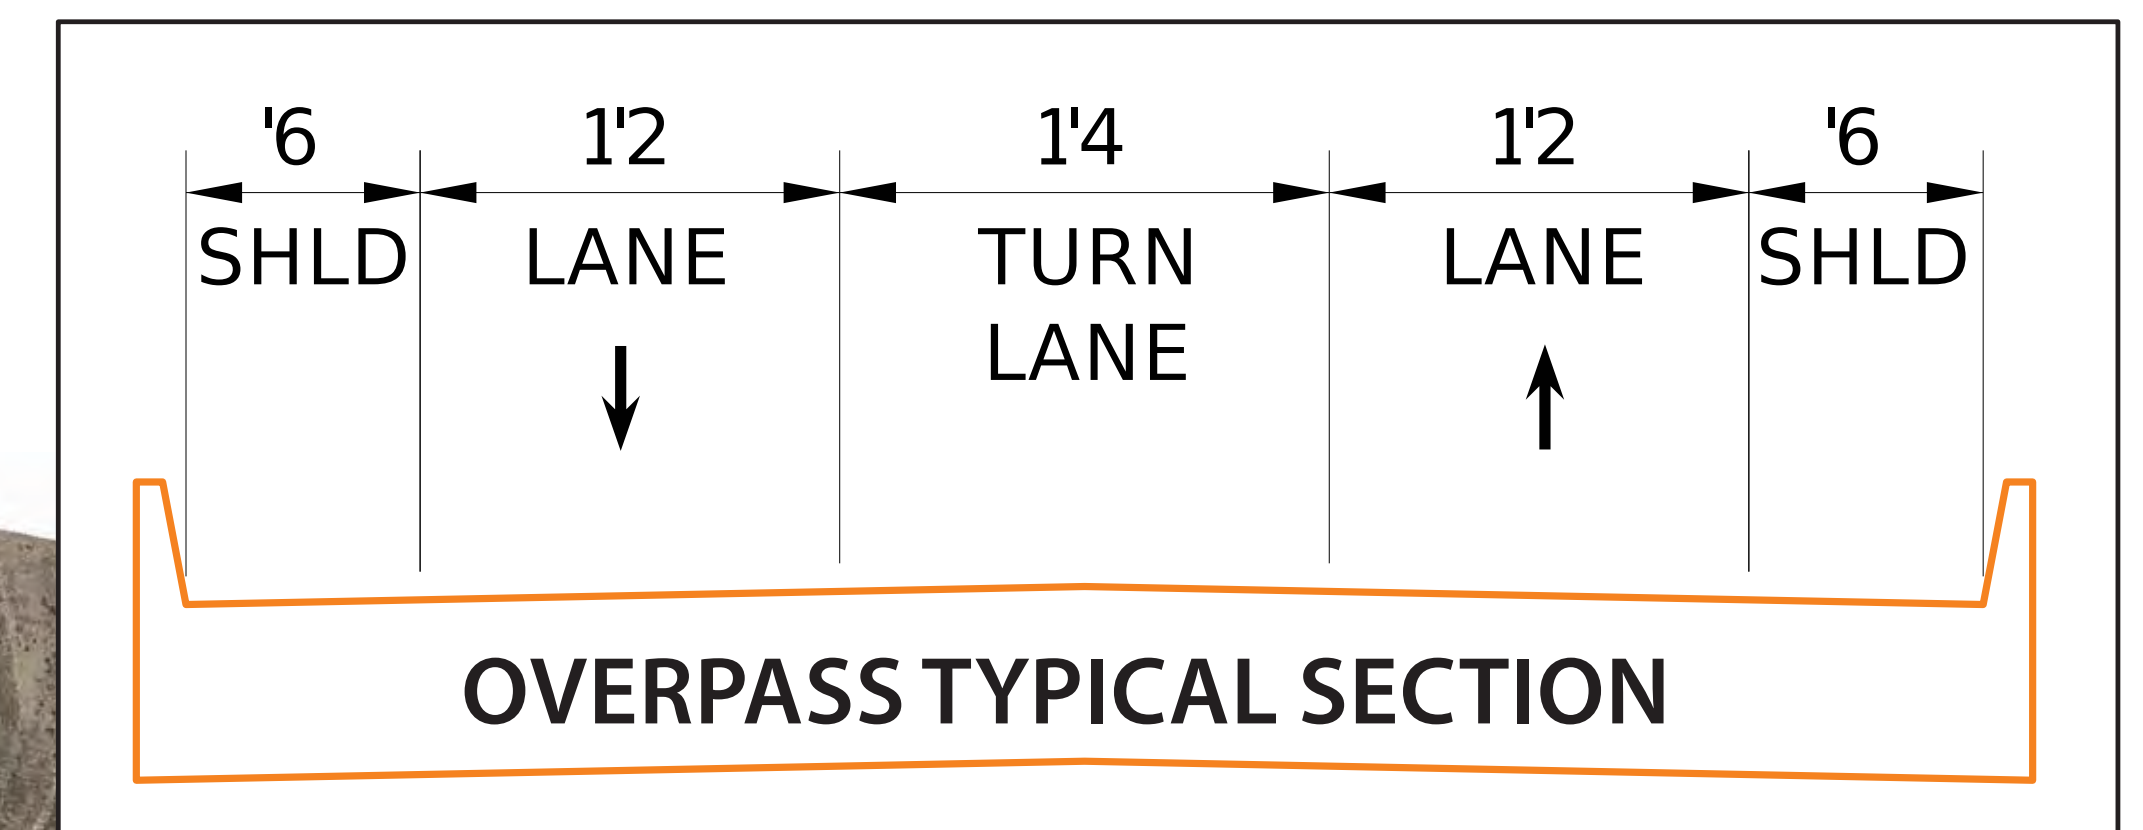 '6 1'2 1'4 1'2 '6
SHLD LANE TURN LANE SHLD
LANE
OVERPASS TYPICAL SECTION